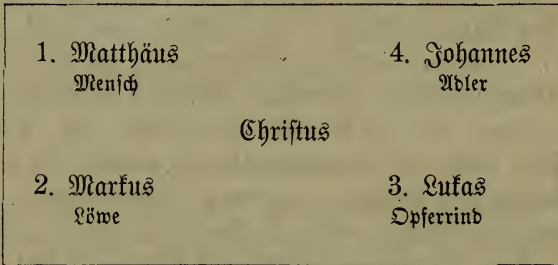 1. Matthäus 4. Johannes
Mensch Adler
Christus
2. Markus 3. Lukas
Löwe Opferrind